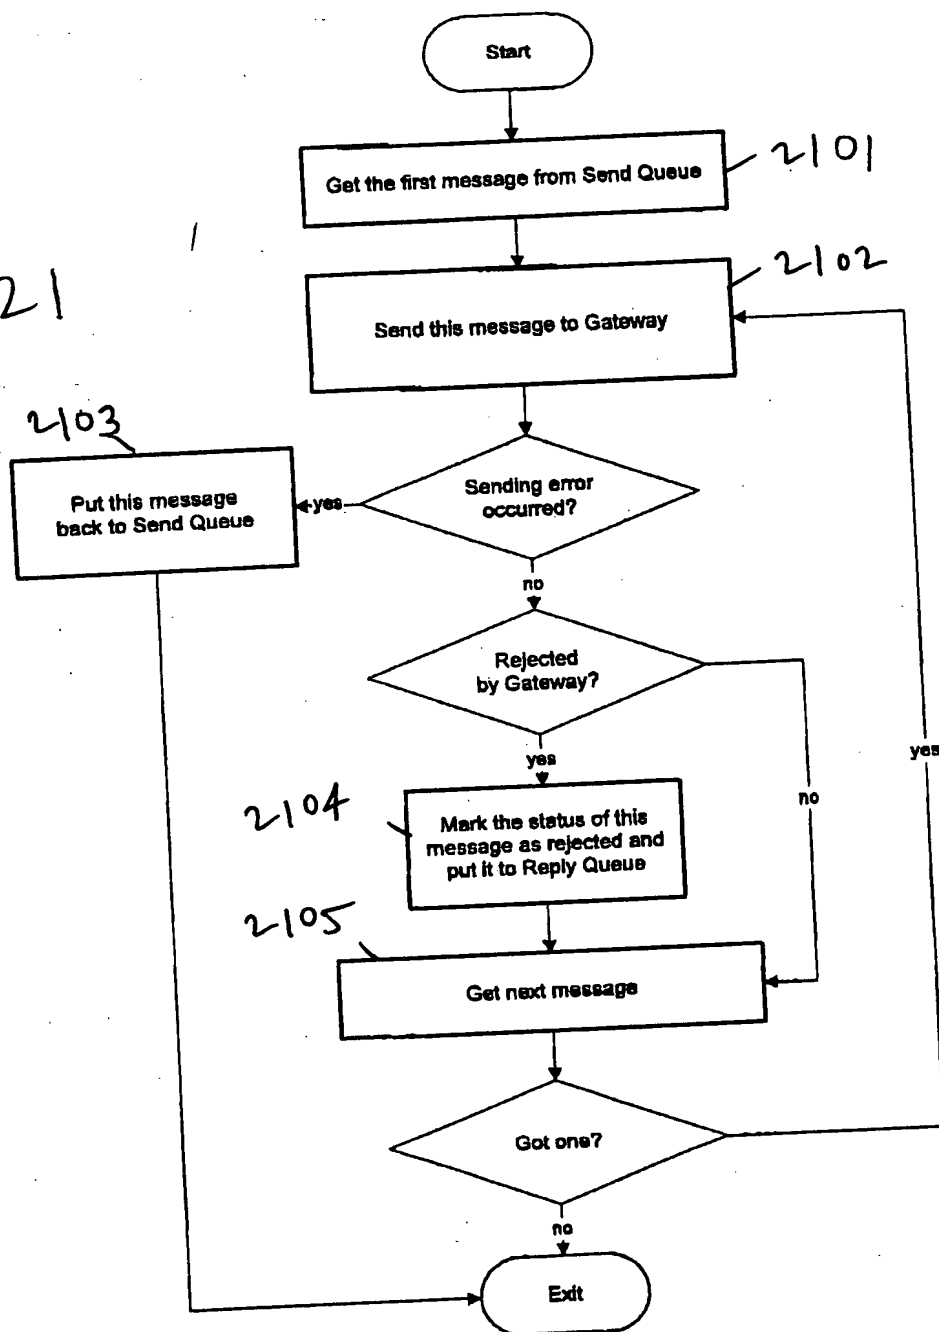 Start
Get the first message from Send Queue
2101
21
Send this message to Gateway
2102
2103
Put this message
back to Send Queue
yes
Sending error
occurred?
no
Rejected
by Gateway?
yes
no
yes
2104
Mark the status of this
message as rejected and
put it to Reply Queue
2105
Get next message
Got one?
no
Exit